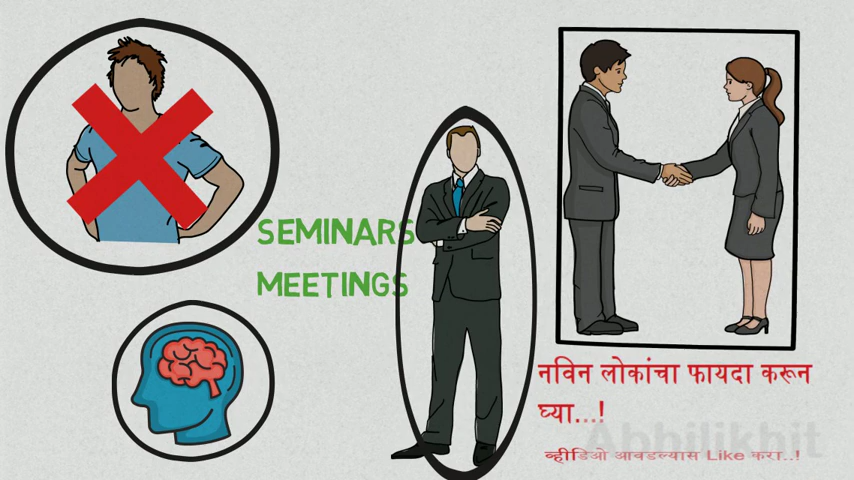 SEMINARS
MEETINGS
नविन लोकांचा फायदा करून
घ्या...!
Abhilikhit
व्हीडिओ आवडल्यास Like करा..!